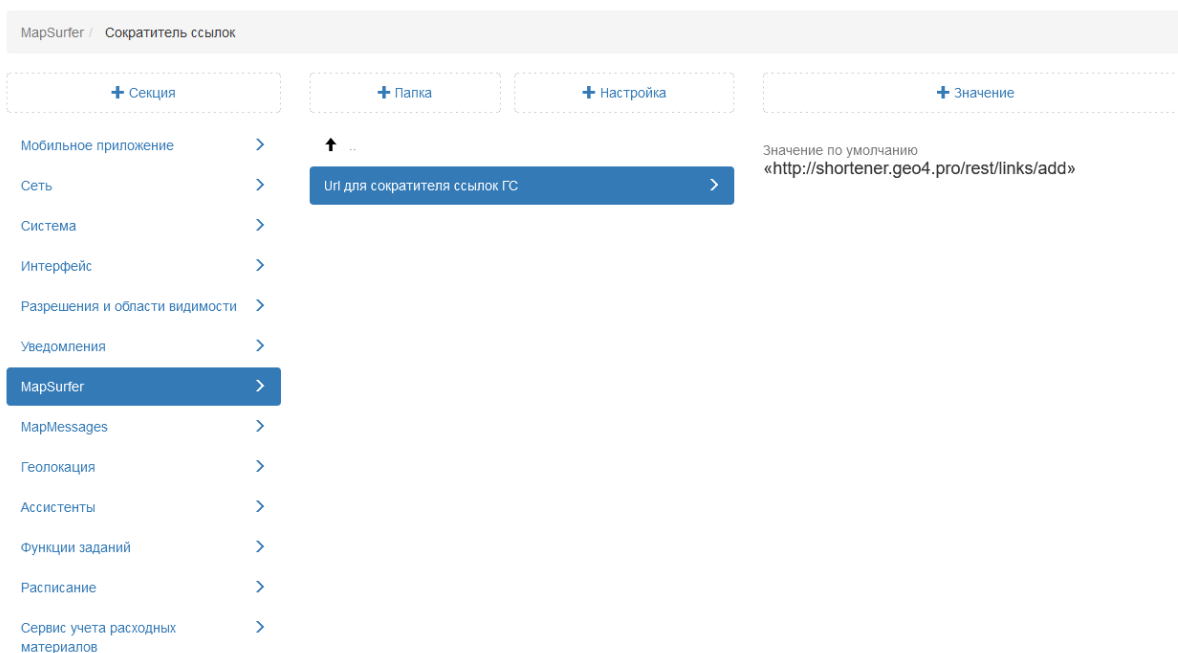 MapSurfer / Сократитель ссылок
+ Секция
+ Папка
+ Настройка
+ Значение
Мобильное приложение
Сеть
Система
Интерфейс
Разрешения и области видимости
Уведомления
MapSurfer
MapMessages
Геолокация
Ассистенты
Функции заданий
Расписание
Сервис учета расходных
материалов
..
Url для сократителя ссылок ГС
Значение по умолчанию
«http://shortener.geo4.pro/rest/links/add»